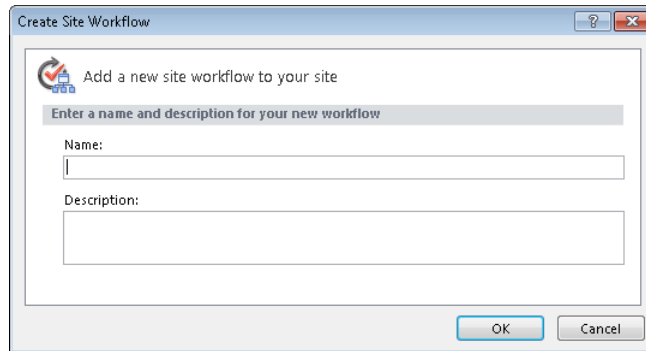 Create Site Workflow
Add a new site workflow to your site
Enter a name and description for your new workflow
Name:
Description:
OK Cancel